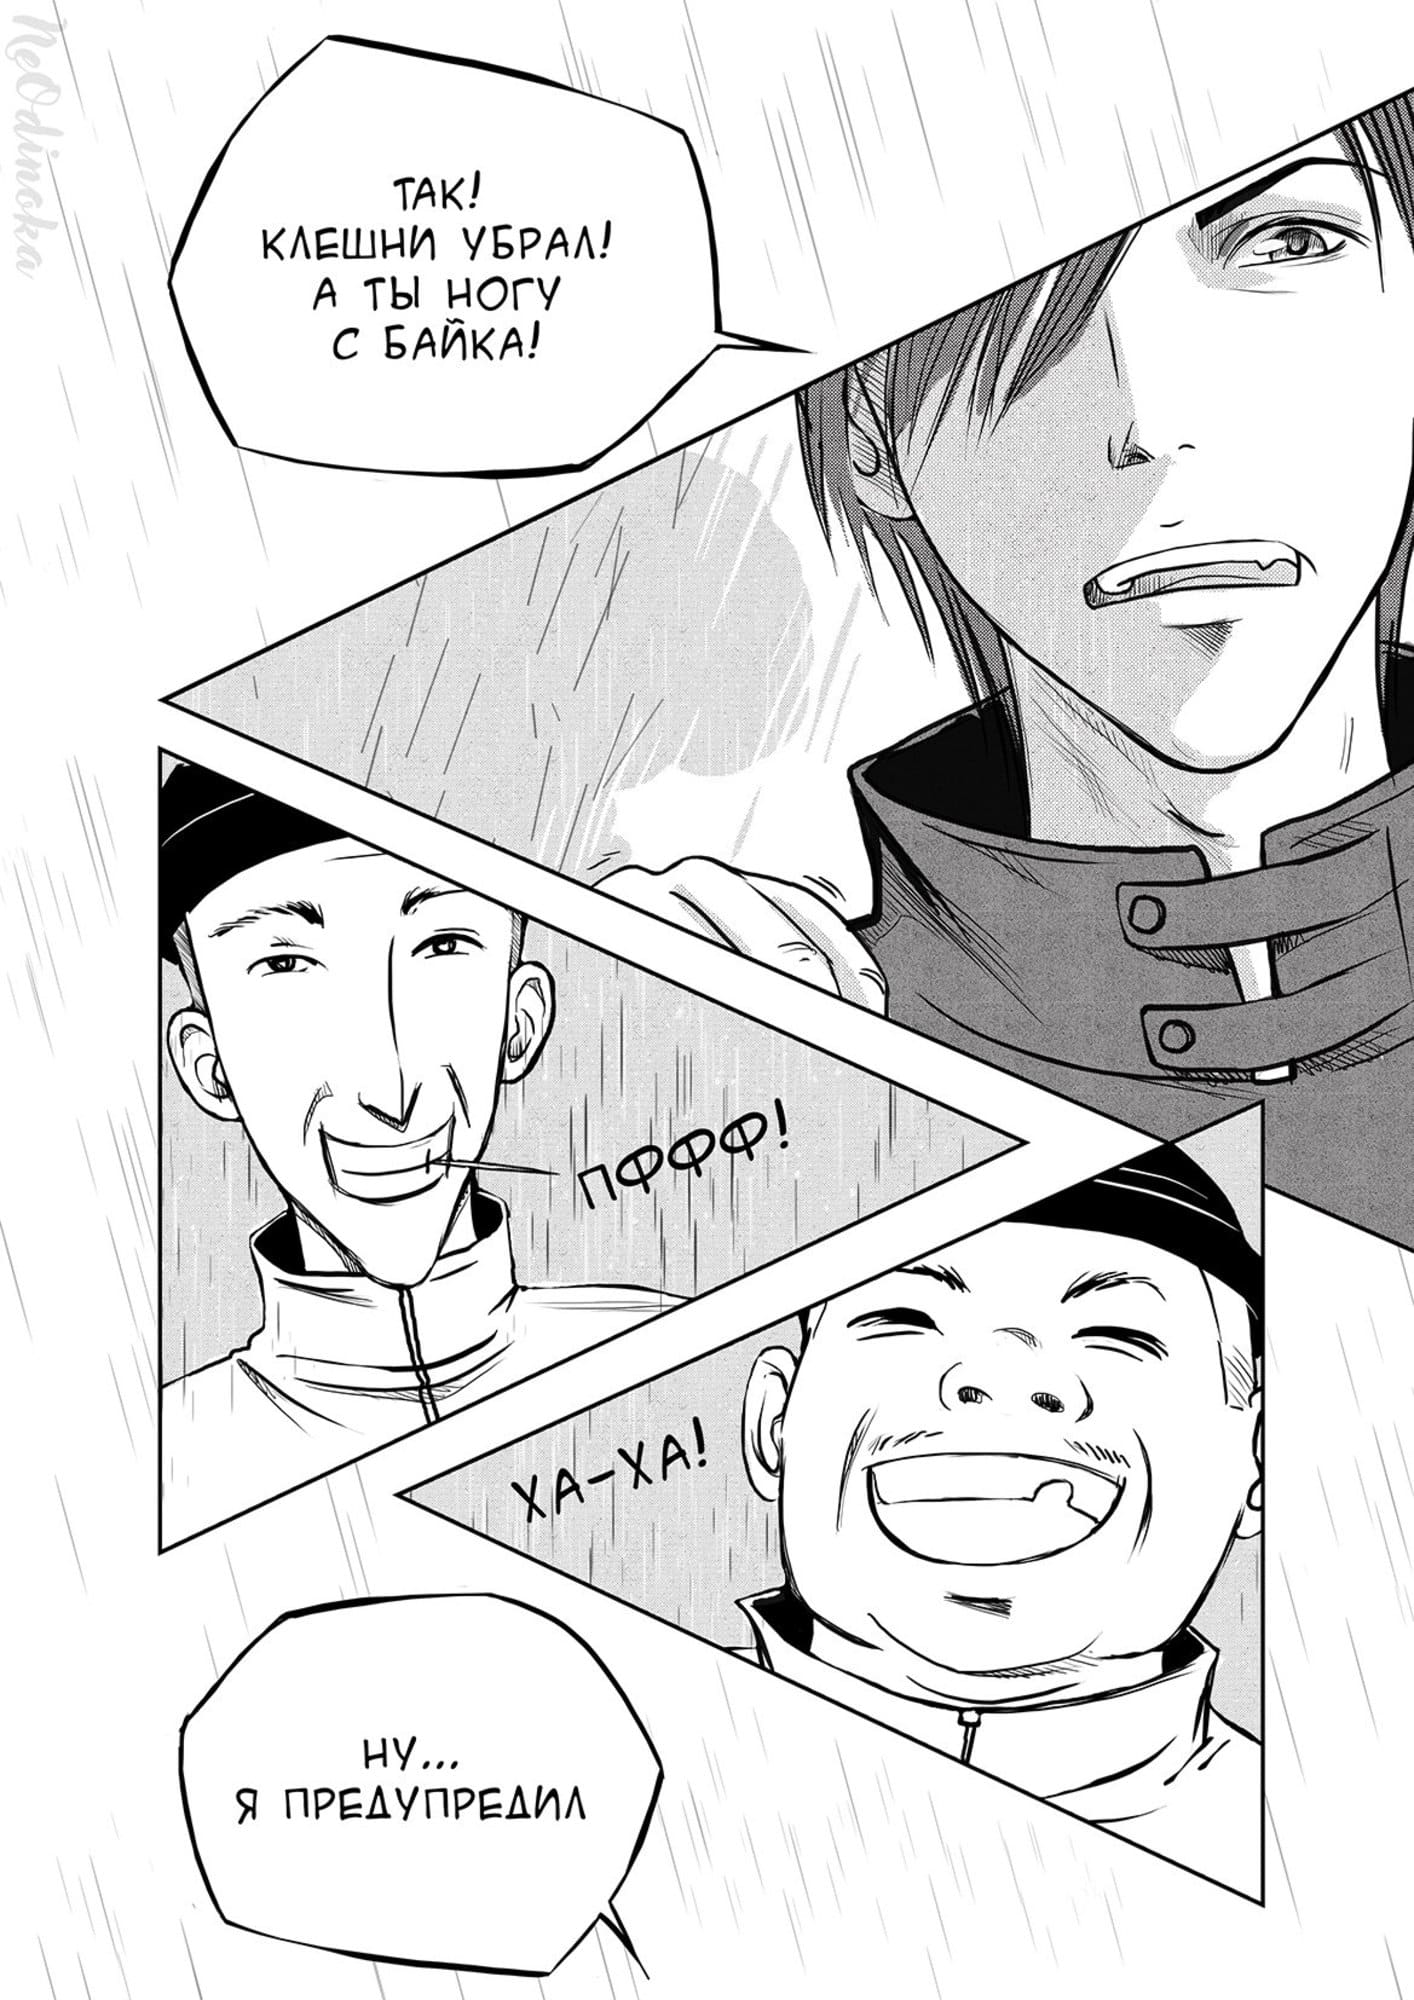 NeOdinoka
ТАК!
КЛЕШНИ УБРАЛ!
А ТЫ НОГУ
С БАЙКА!
ПФФФ!
ХА-ХА!
НУ...
Я ПРЕДУПРЕДИЛ